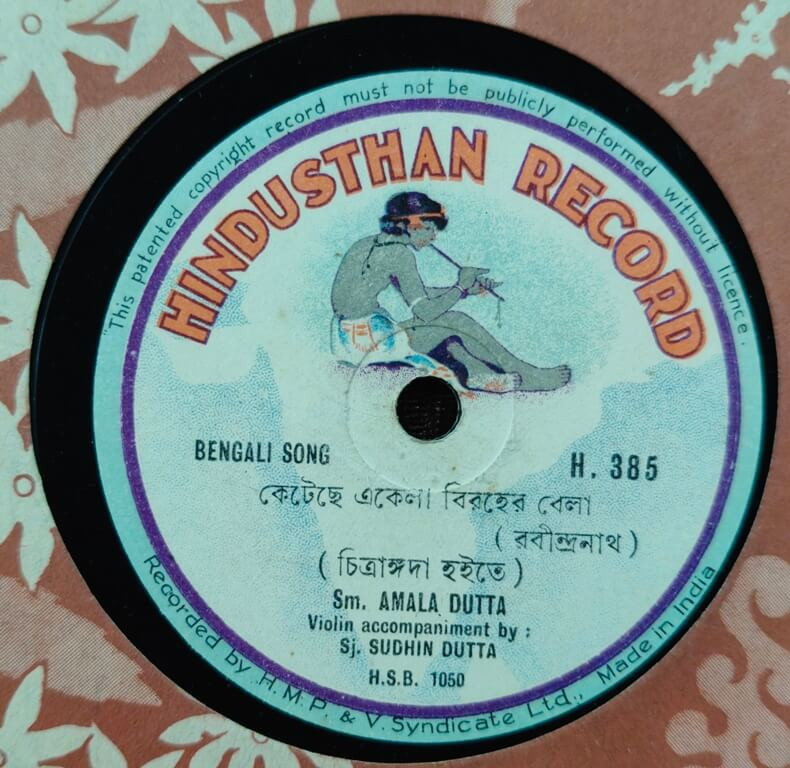 "This patented copyright record must not be publicly performed without licence.
HINDUSTHAN RECORD
BENGALI SONG
H. 385
কেটেছে একেলা বিরহের বেলা
( রবীন্দ্রনাথ )
( চিত্রাঙ্গদা হইতে )
Sm. AMALA DUTTA
Violin accompaniment by :
Sj. SUDHIN DUTTA
H.S.B. 1050
Recorded by H.M.P. & V. Syndicate Ltd., Made in India